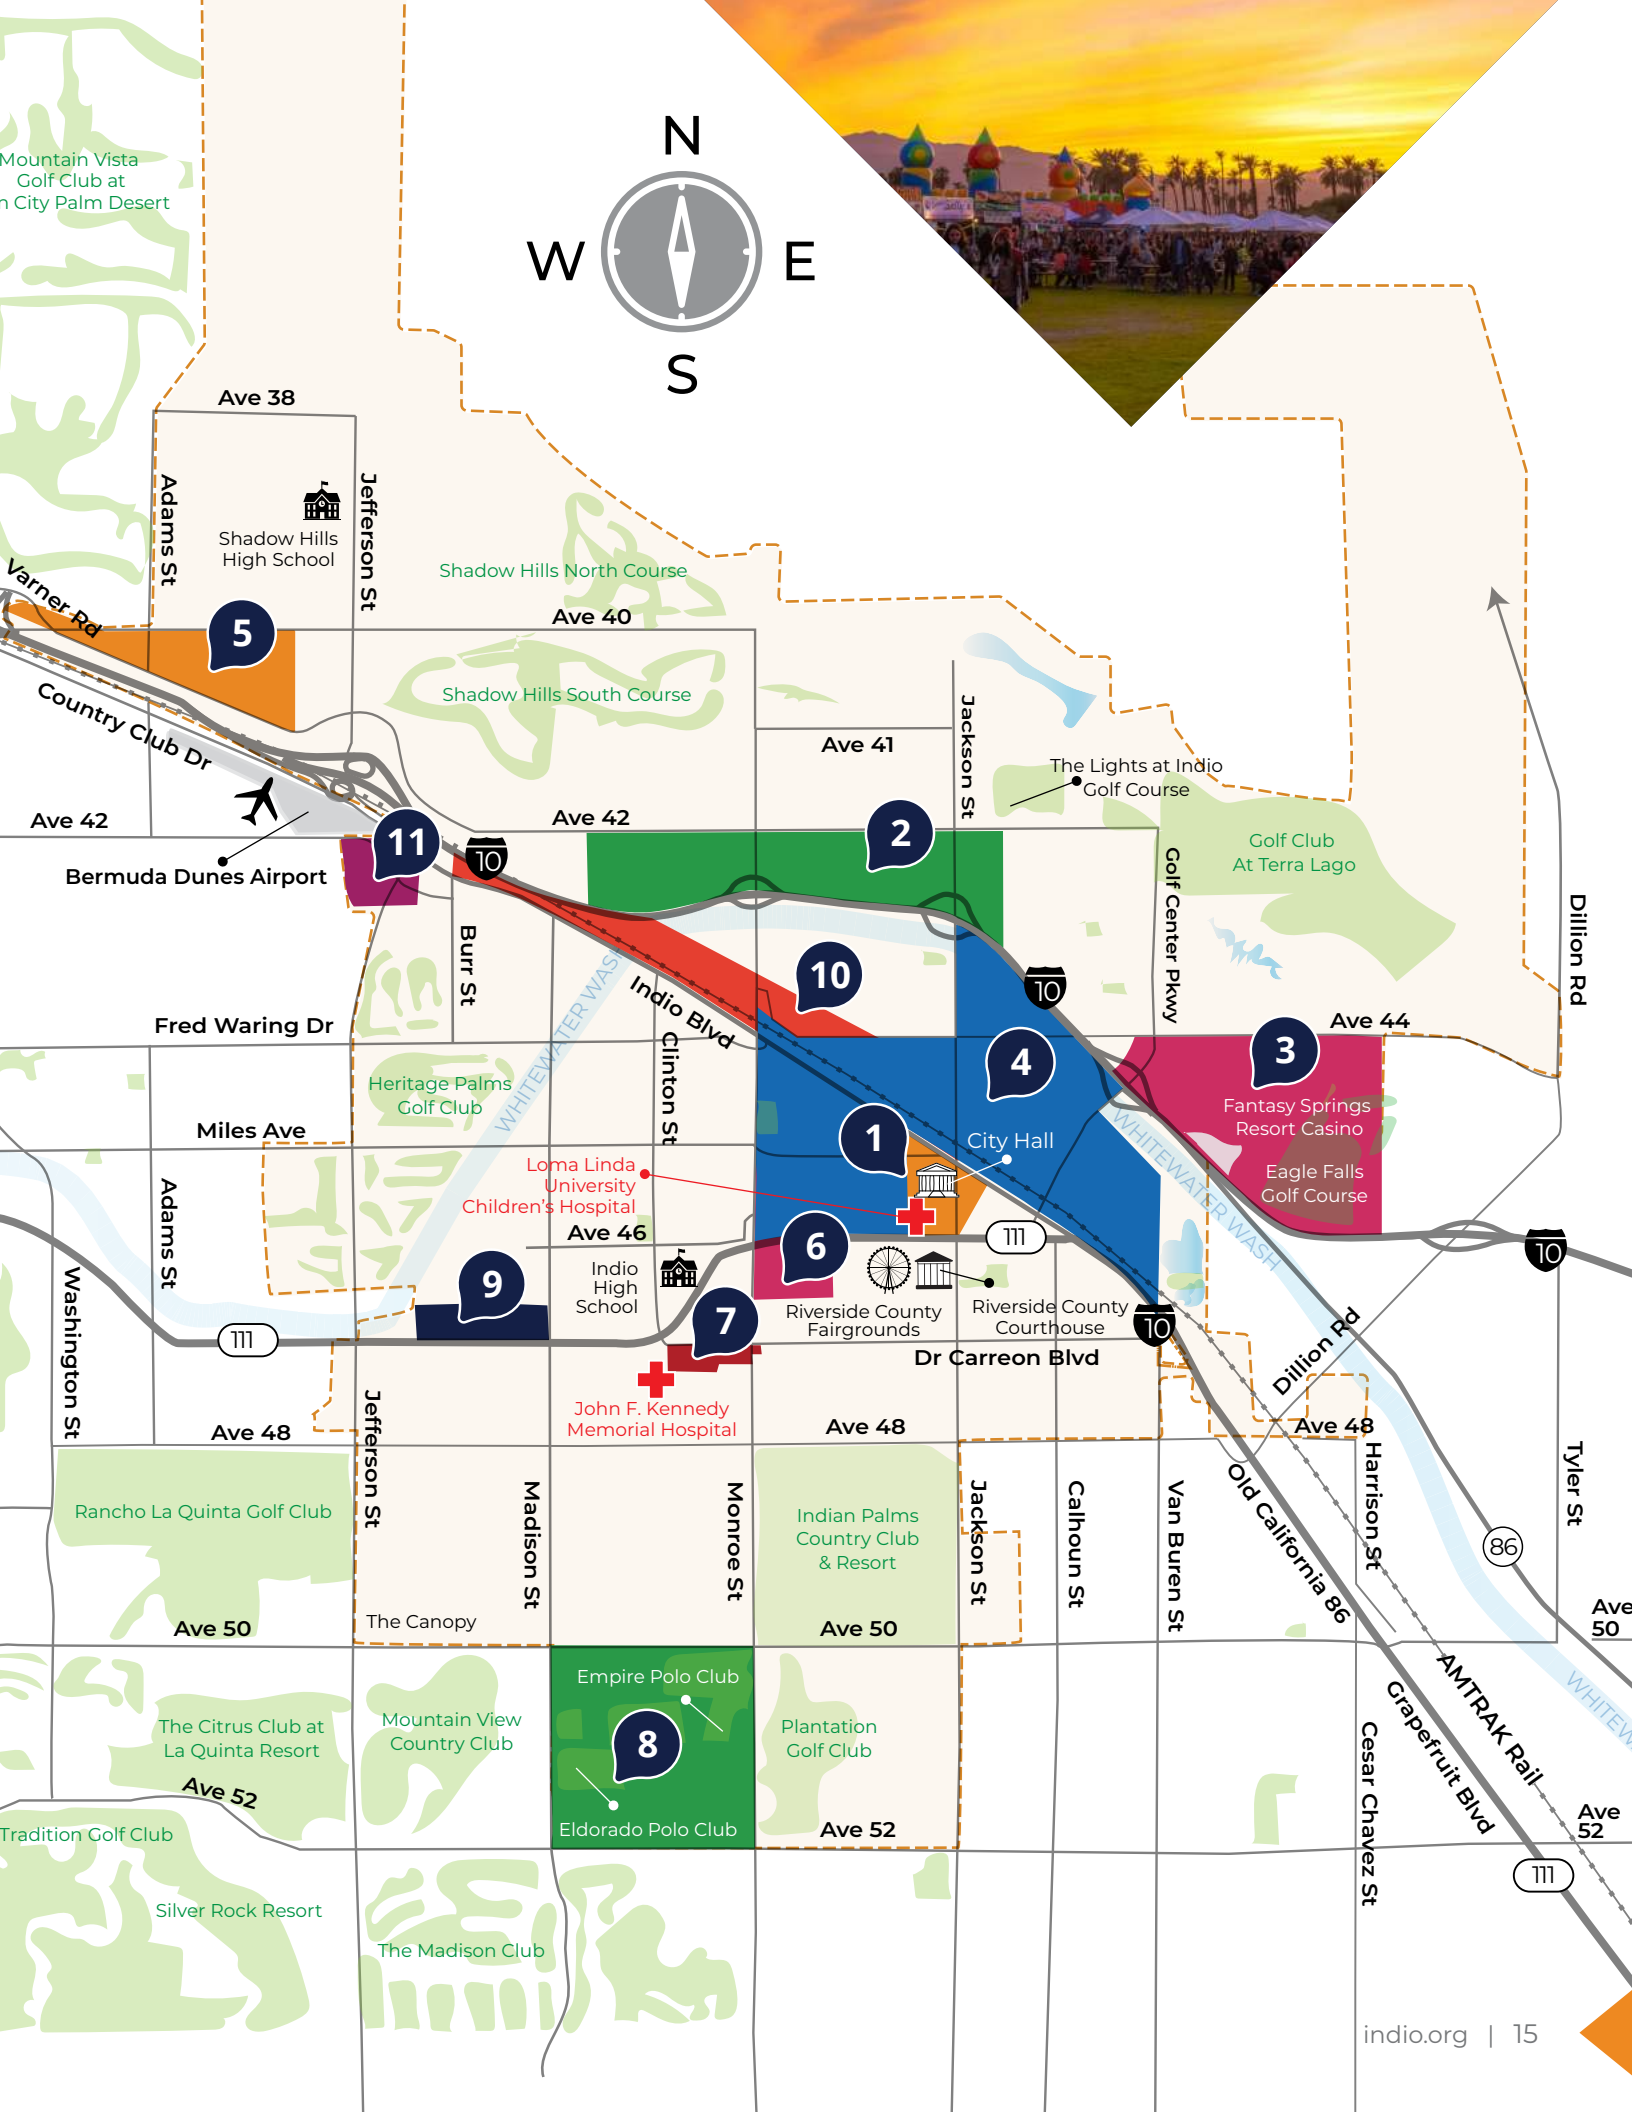 N
W
E
S
Mountain Vista
Golf Club at
n City Palm Desert
Ave 38
Adams St
Jefferson St
Shadow Hills
High School
Varner Rd
5
Shadow Hills North Course
Ave 40
Shadow Hills South Course
Country Club Dr
Jackson St
Ave 41
The Lights at Indio
Golf Course
Ave 42
Ave 42
2
11
10
Golf Club
At Terra Lago
Bermuda Dunes Airport
Golf Center Pkwy
Dillion Rd
Burr St
10
10
WHITEWATER WASH
Indio Blvd
Fred Waring Dr
Ave 44
Clinton St
4
3
Heritage Palms
Golf Club
Fantasy Springs
Resort Casino
Miles Ave
1
City Hall
WHITEWATER WASH
Loma Linda
University
Children's Hospital
Eagle Falls
Golf Course
Adams St
Ave 46
111
6
10
Indio
High
School
9
7
Washington St
111
Riverside County
Fairgrounds
Riverside County
Courthouse
10
Dr Carreon Blvd
Dillion Rd
John F. Kennedy
Memorial Hospital
Jefferson St
Ave 48
Ave 48
Ave 48
Harrison St
Tyler St
Rancho La Quinta Golf Club
Madison St
Monroe St
Indian Palms
Country Club
& Resort
Jackson St
Calhoun St
Van Buren St
Old California 86
86
The Canopy
Ave 50
Ave 50
Ave
50
Empire Polo Club
AMTRAK Rail
WHITEW
Grapefruit Blvd
The Citrus Club at
La Quinta Resort
Mountain View
Country Club
8
Plantation
Golf Club
Cesar Chavez St
Ave 52
Tradition Golf Club
Eldorado Polo Club
Ave 52
Ave
52
111
Silver Rock Resort
The Madison Club
indio.org | 15